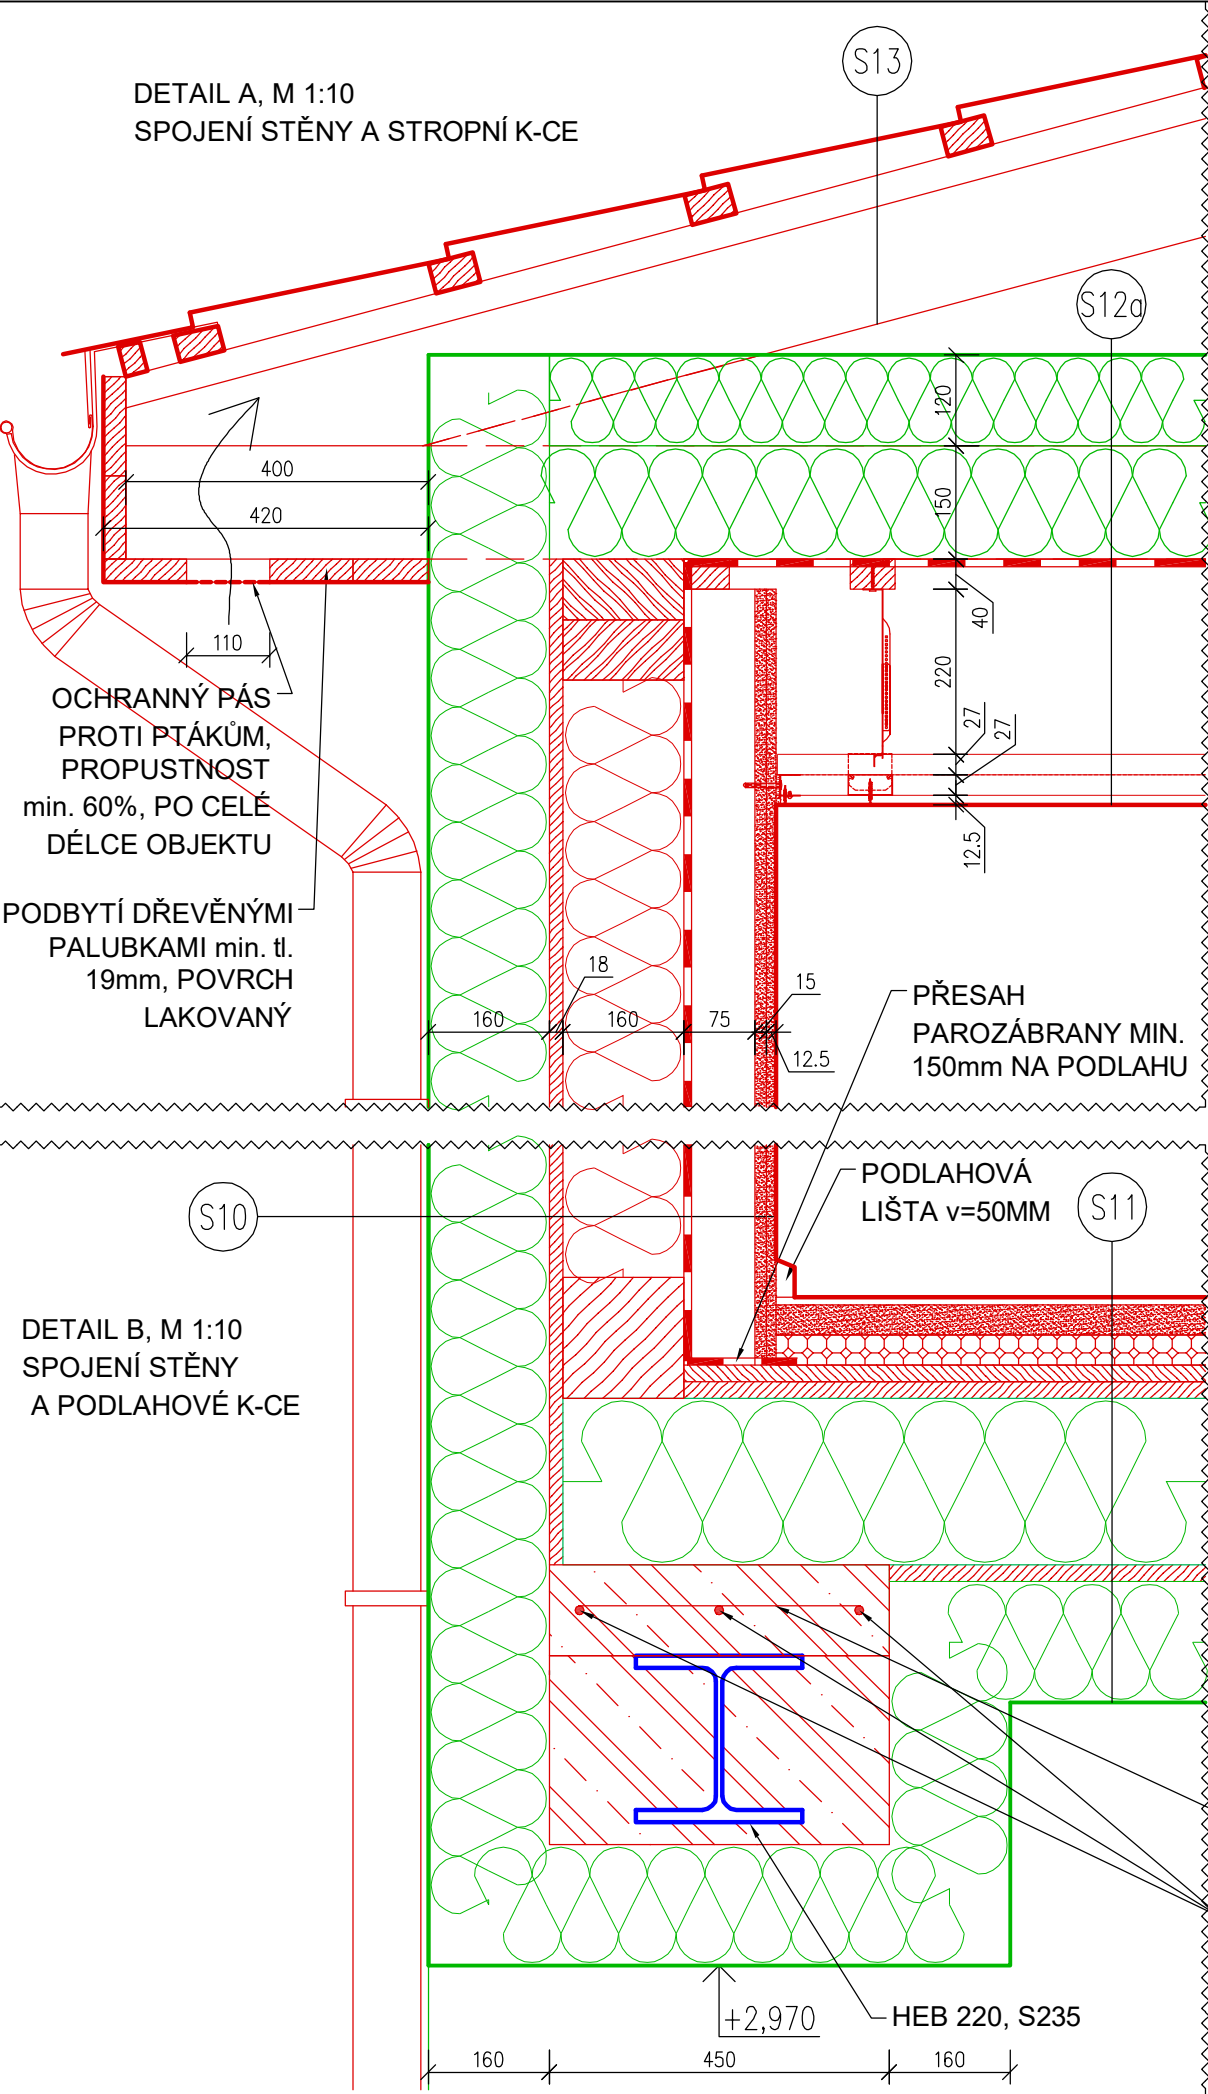 DETAIL A, M 1:10
SPOJENÍ STĚNY A STROPNÍ K-CE
S13
S12a
120
400
150
420
40
110
220
OCHRANNÝ PÁS
PROTI PTÁKŮM,
PROPUSTNOST
min. 60%, PO CELÉ
DÉLCE OBJEKTU
27
27
12.5
PODBYTÍ DŘEVĚNÝMI
PALUBKAMI min. tl.
19mm, POVRCH
LAKOVANÝ
18
15
160
160
75
12.5
PŘESAH
PAROZÁBRANY MIN.
150mm NA PODLAHU
S10
PODLAHOVÁ
LIŠTA v=50MM
S11
DETAIL B, M 1:10
SPOJENÍ STĚNY
A PODLAHOVÉ K-CE
+2,970
HEB 220, S235
160
450
160